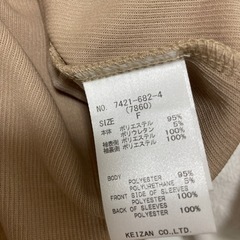 NO. 7421-682-4
(7860)
SIZE F
本体 ポリエステル 95%
ポリウレタン 5%
袖表側 ポリエステル 100%
袖裏側 ポリエステル 100%
BODY POLYESTER 95%
POLYURETHANE 5%
FRONT SIDE OF SLEEVES
POLYESTER 100%
BACK OF SLEEVES
POLYESTER 100%
KEIZAN CO.,LTD.